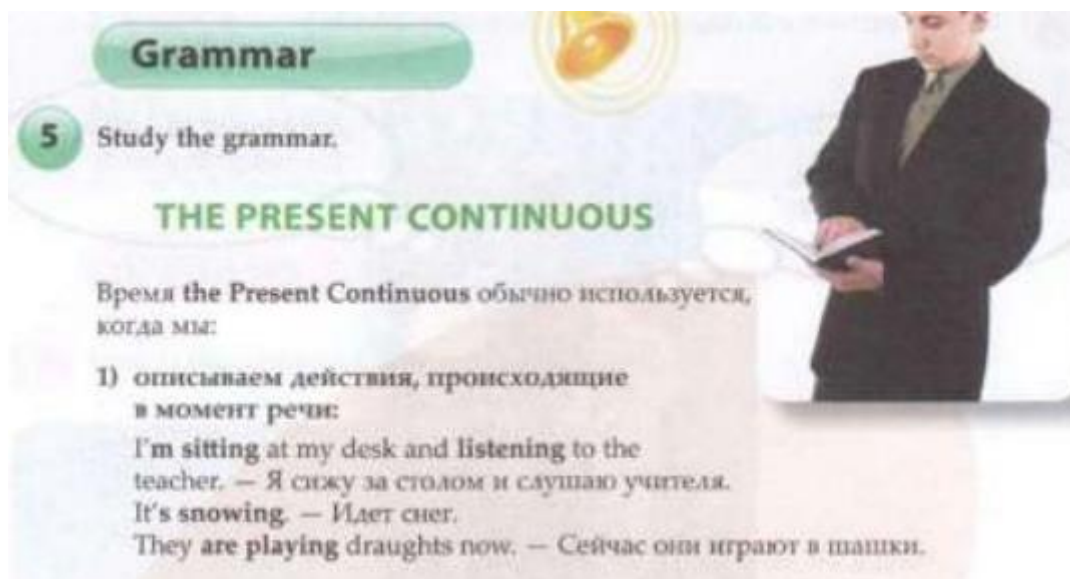 Grammar
5 Study the grammar.
THE PRESENT CONTINUOUS
Время the Present Continuous обычно используется,
когда мы:
1) описываем действия, происходящие
в момент речи:
I'm sitting at my desk and listening to the
teacher. — Я сижу за столом и слушаю учителя.
It's snowing. — Идет снег.
They are playing draughts now. — Сейчас они играют в шашки.